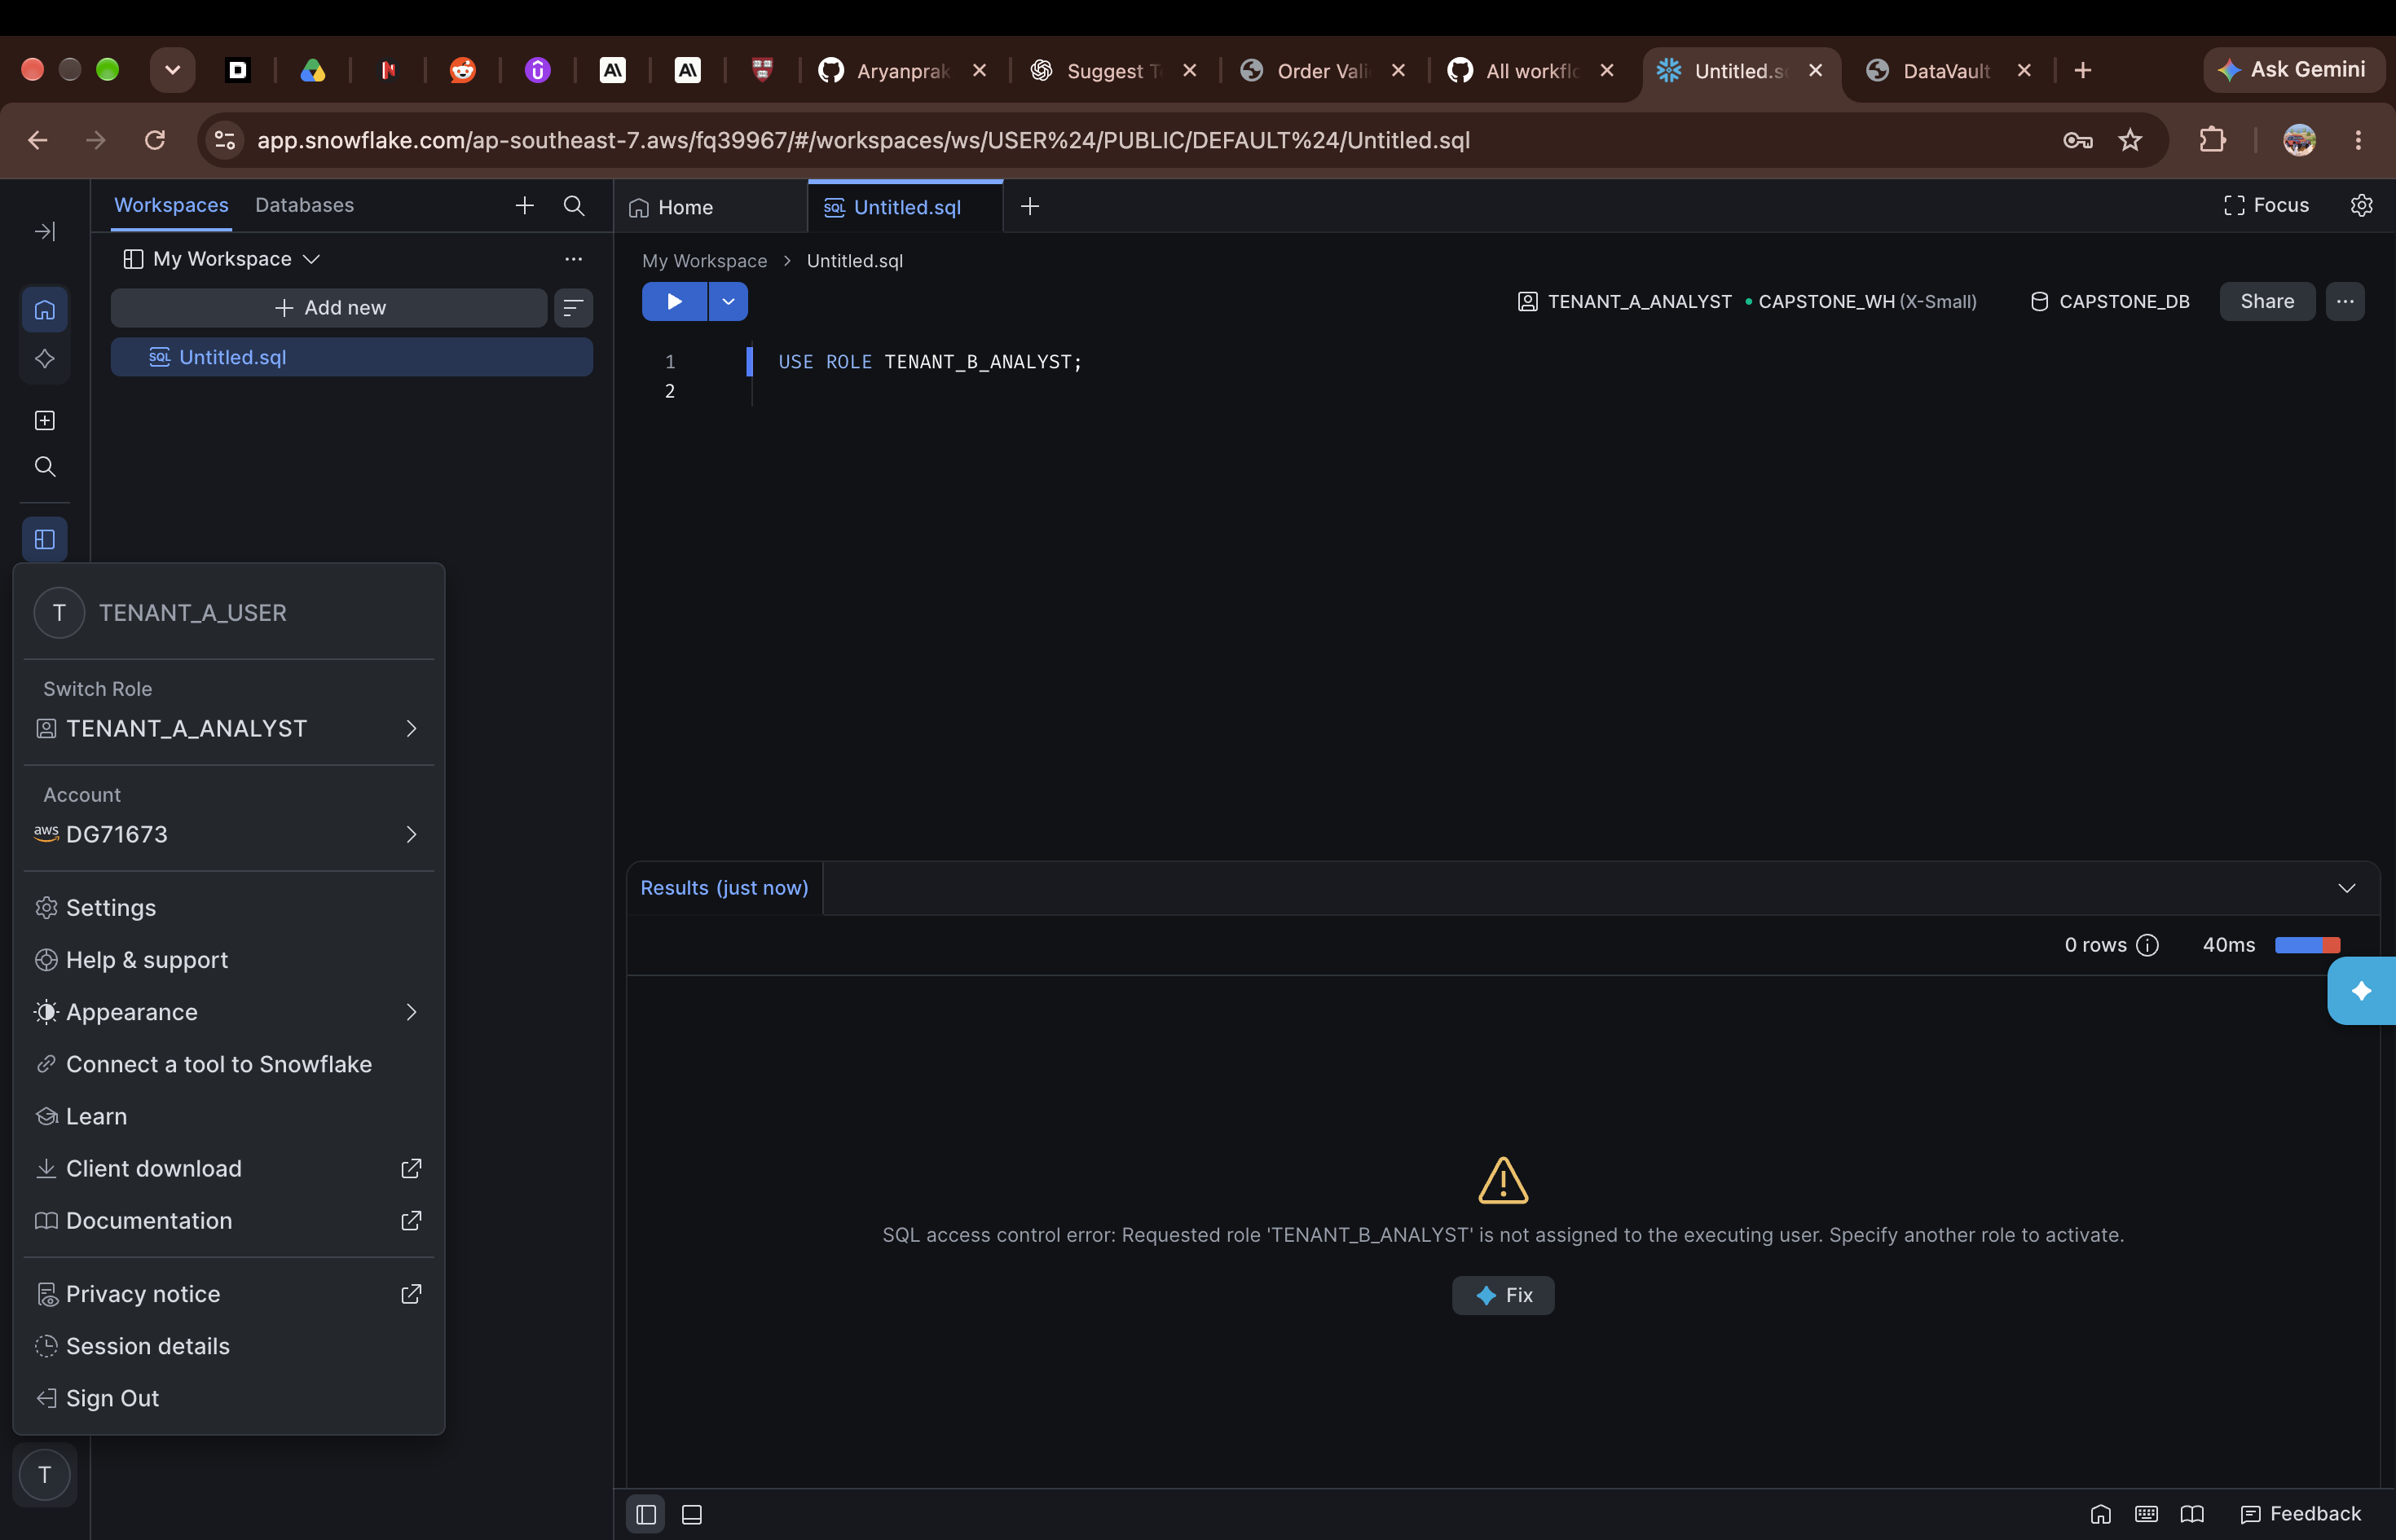 Aryanprak
Suggest T
Order Vali
All workflo
Untitled.s
DataVault
Ask Gemini
app.snowflake.com/ap-southeast-7.aws/fq39967/#/workspaces/ws/USER%24/PUBLIC/DEFAULT%24/Untitled.sql
Workspaces
Databases
Home
SQL Untitled.sql
Focus
My Workspace
My Workspace > Untitled.sql
Add new
TENANT_A_ANALYST
CAPSTONE_WH (X-Small)
CAPSTONE_DB
Share
SQL Untitled.sql
1 USE ROLE TENANT_B_ANALYST;
2
T TENANT_A_USER
Switch Role
TENANT_A_ANALYST
Account
aws DG71673
Settings
Help & support
Appearance
Connect a tool to Snowflake
Learn
Client download
Documentation
Privacy notice
Session details
Sign Out
T
Results (just now)
0 rows
40ms
SQL access control error: Requested role 'TENANT_B_ANALYST' is not assigned to the executing user. Specify another role to activate.
Fix
Feedback